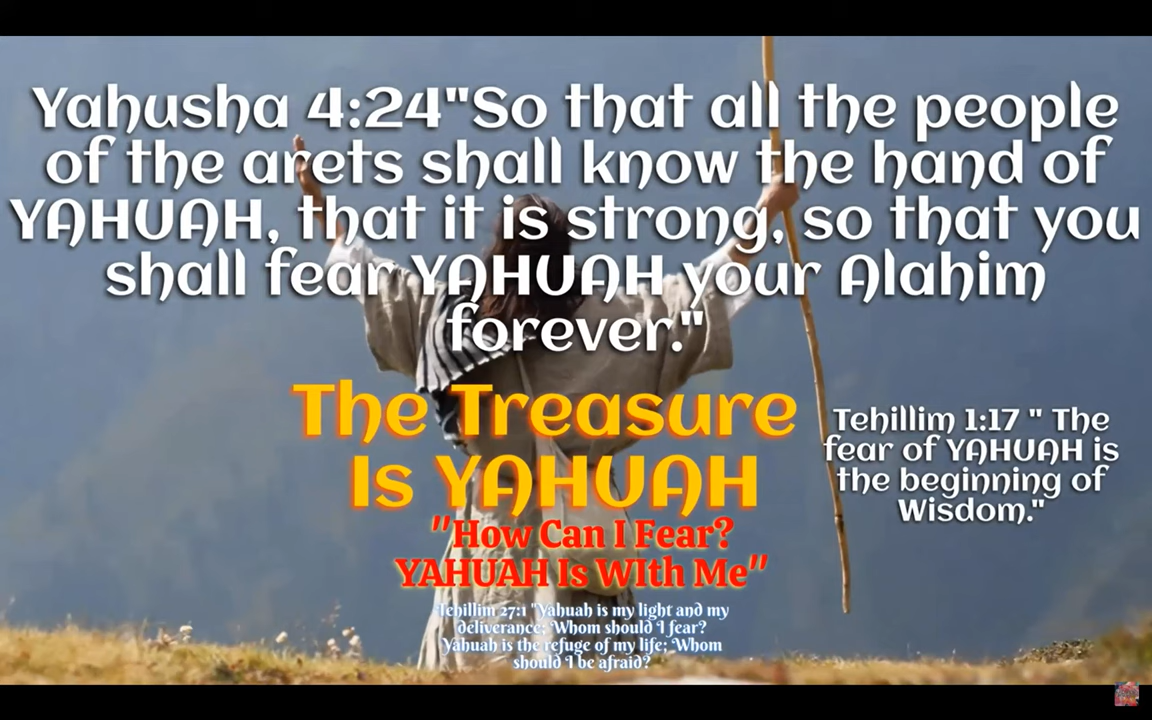 Yahusha 4:24"So that all the people
of the arets shall know the hand of
YAHUAH, that it is strong, so that you
shall fear YAHUAH your Alahim
forever."
The Treasure
Is YAHUAH
Tehillim 1:17 " The
fear of YAHUAH is
the beginning of
Wisdom."
"How Can I Fear?
YAHUAH Is WIth Me"
Tehillim 27:1 "Yahuah is my light and my
deliverance; Whom should I fear?
Yahuah is the refuge of my life; Whom
should I be afraid?